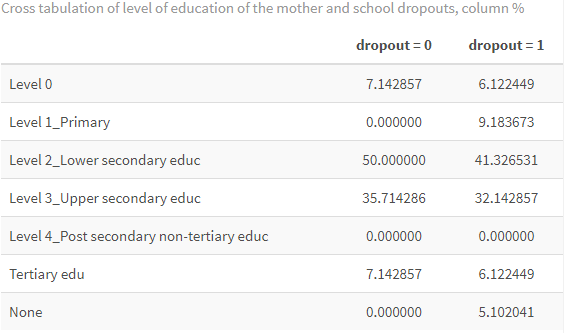 Cross tabulation of level of education of the mother and school dropouts, column %
dropout = 0 dropout = 1
Level 0 7.142857 6.122449
Level 1_Primary 0.000000 9.183673
Level 2_Lower secondary educ 50.000000 41.326531
Level 3_Upper secondary educ 35.714286 32.142857
Level 4_Post secondary non-tertiary educ 0.000000 0.000000
Tertiary edu 7.142857 6.122449
None 0.000000 5.102041